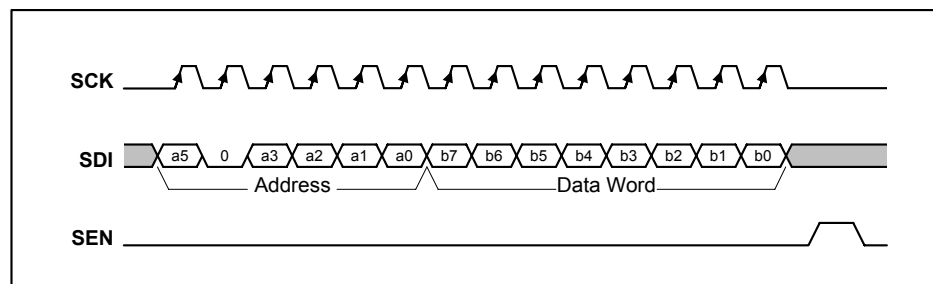 SCK
SDI a5 0 a3 a2 a1 a0 b7 b6 b5 b4 b3 b2 b1 b0
Address Data Word
SEN